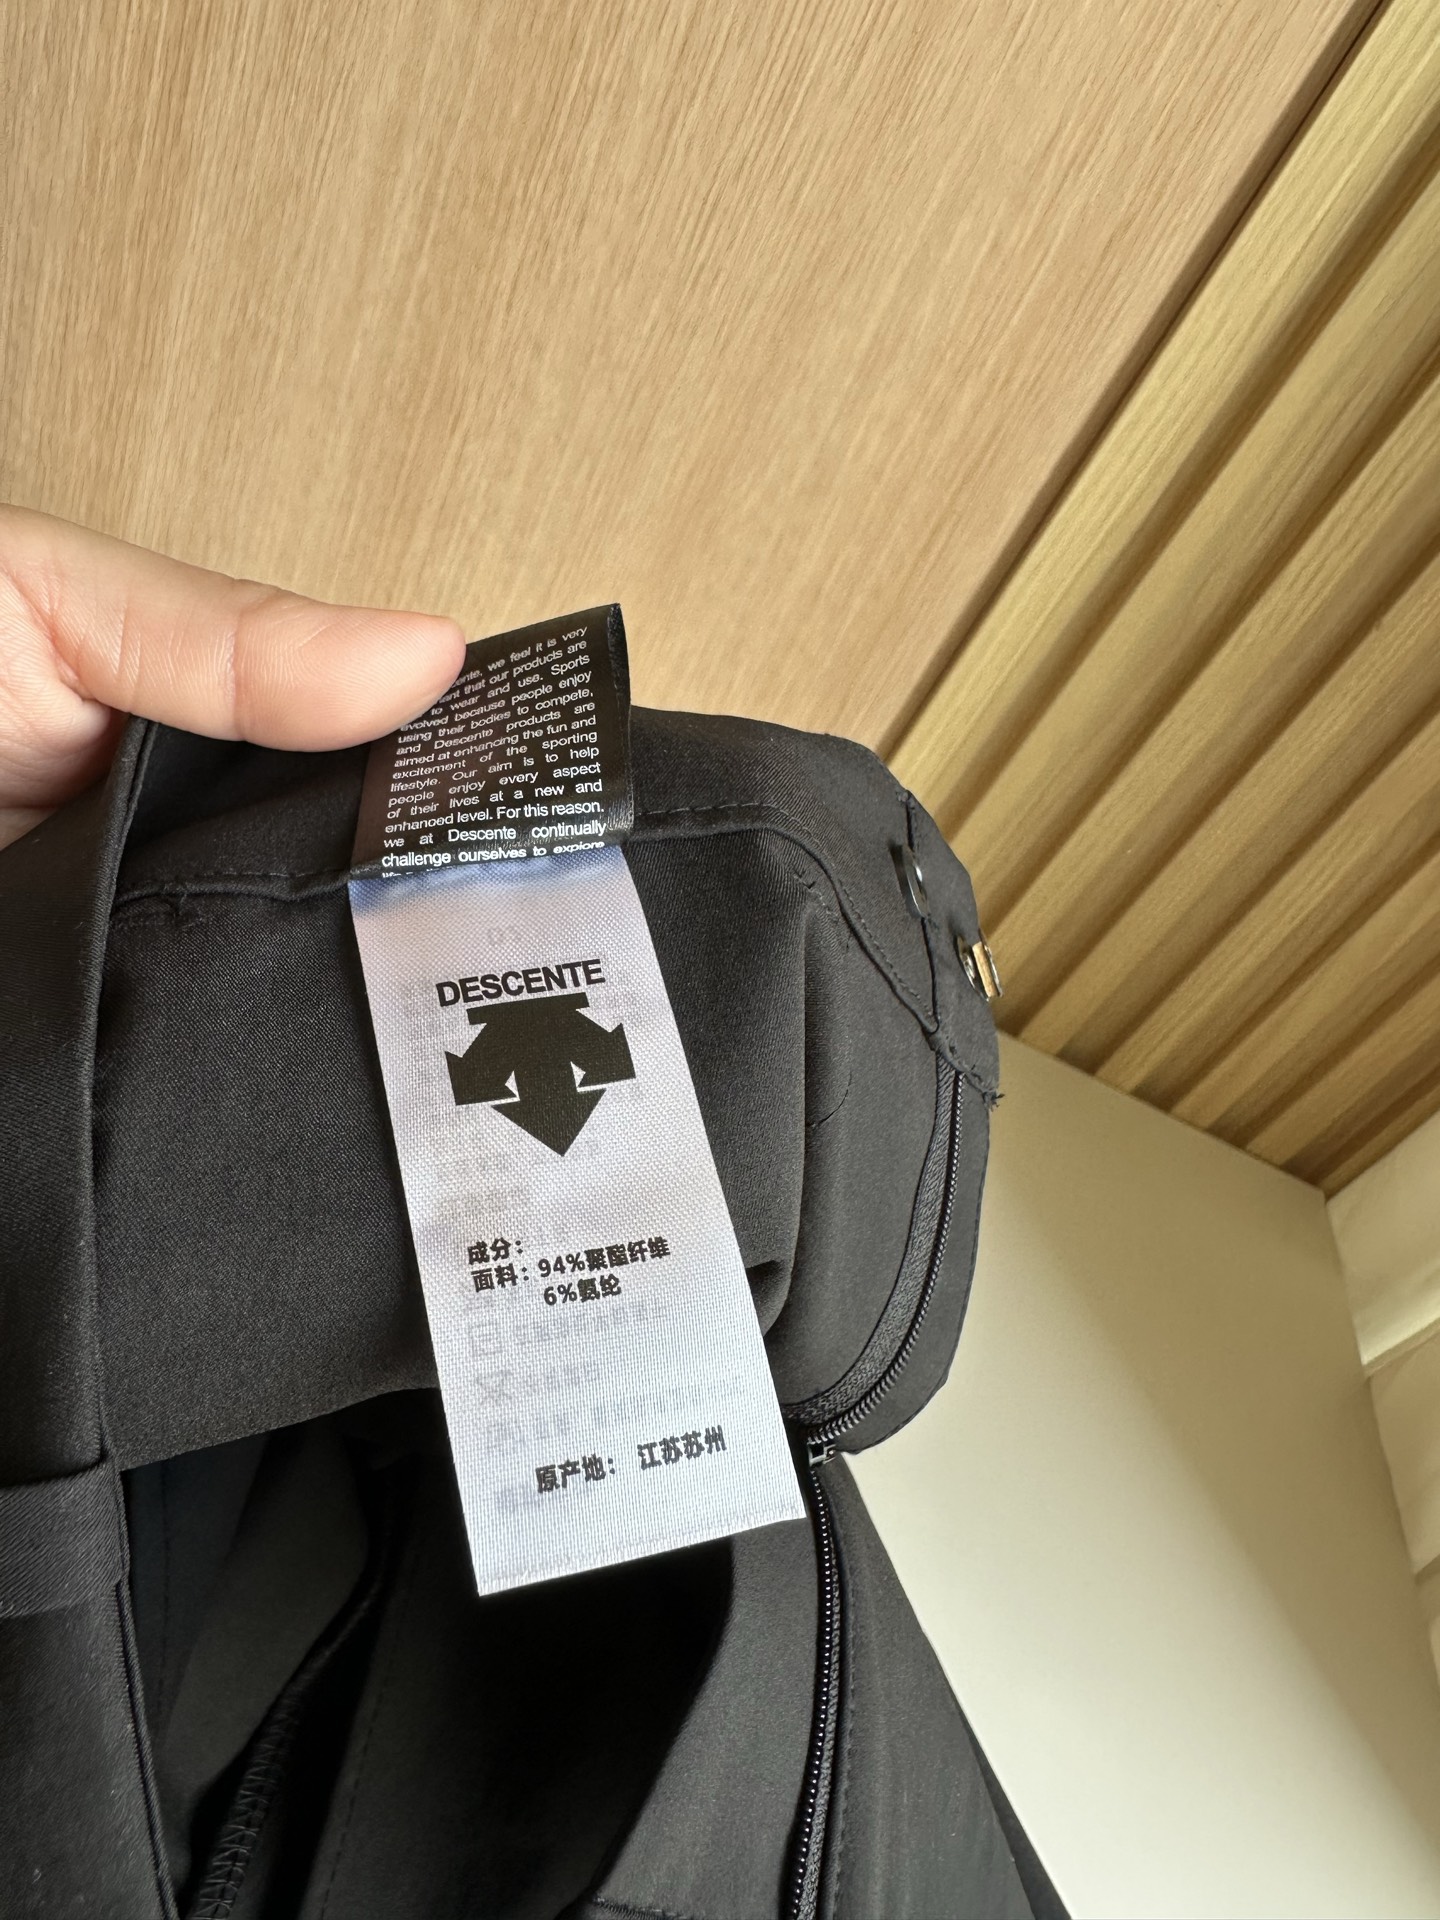 we feel it is very
that our products are
to wear and use. Sports
evolved because people enjoy
using their bodies to compete,
and Descente products are
aimed at enhancing the fun and
excitement of the sporting
lifestyle. Our aim is to help
people enjoy every aspect
of their lives at a new and
enhanced level. For this reason.
we at Descente continually
challenge ourselves to explore
DESCENTE
成分：
面料：94%聚酯纤维
6%氨纶
原产地： 江苏苏州